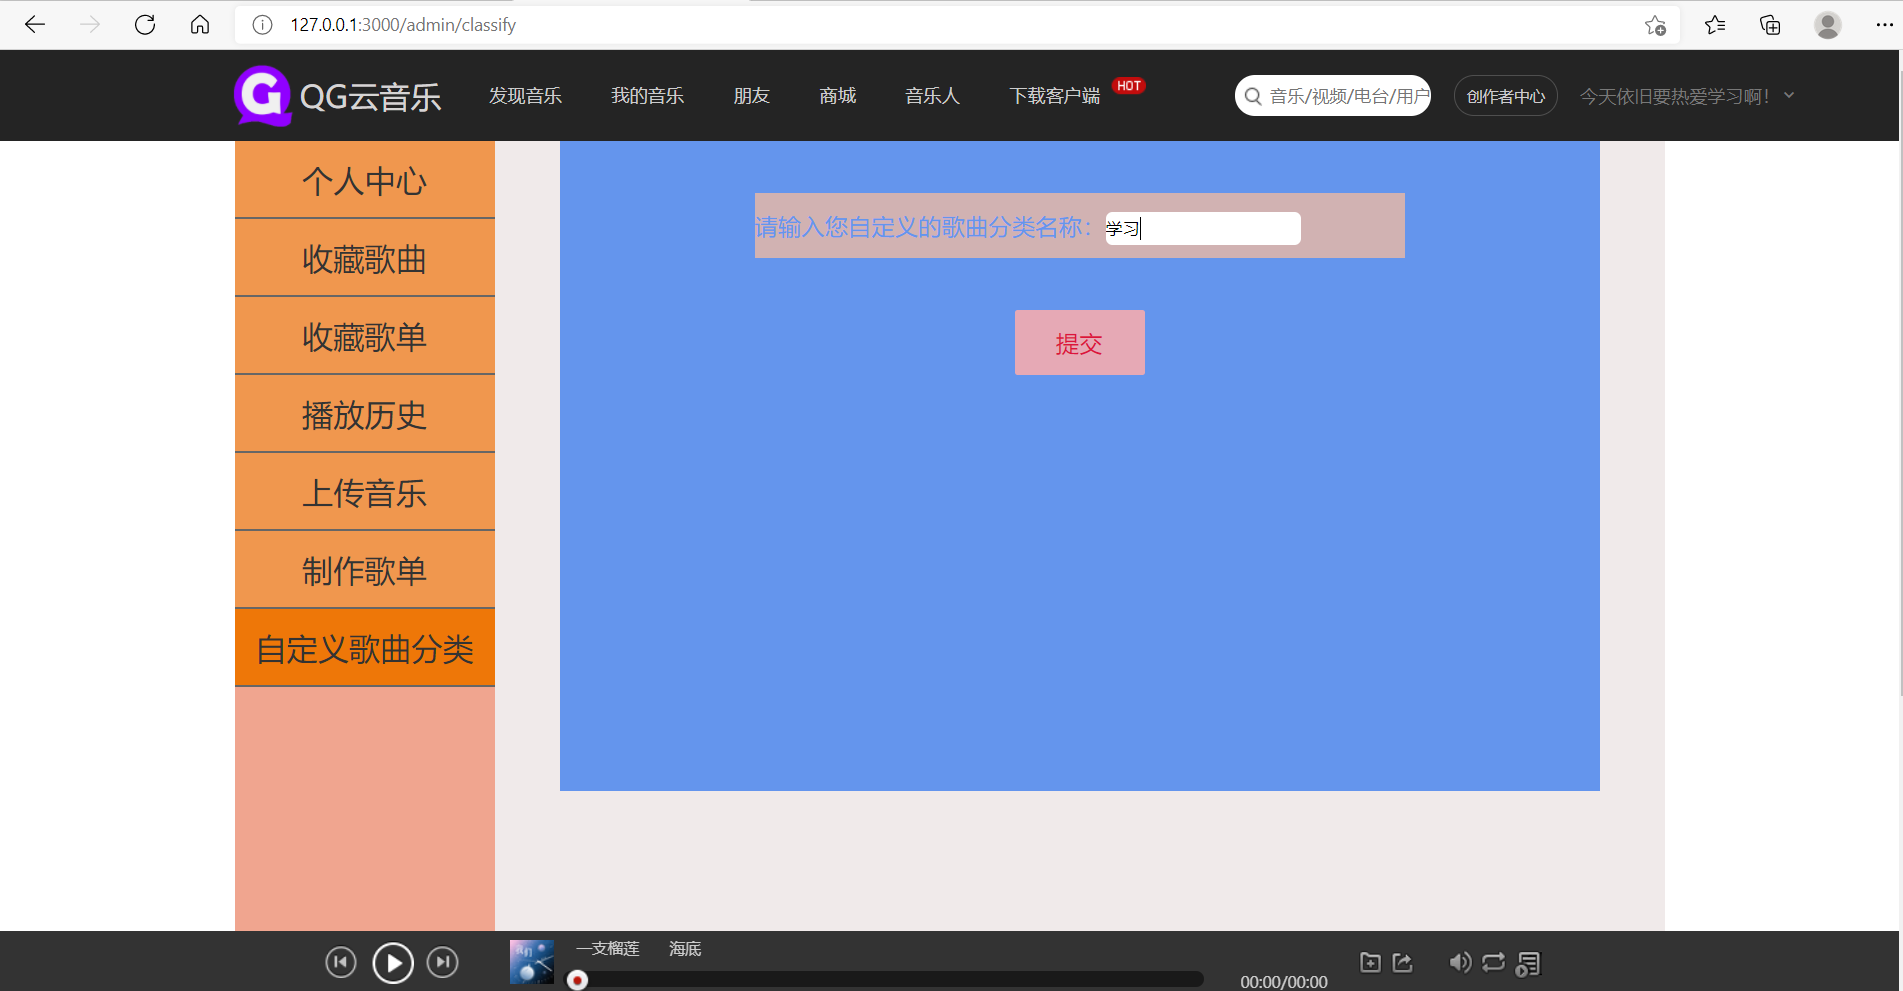 127.0.0.1:3000/admin/classify
QG云音乐 发现音乐 我的音乐 朋友 商城 音乐人 下载客户端 HOT 音乐/视频/电台/用户 创作者中心 今天依旧要热爱学习啊！
个人中心
请输入您自定义的歌曲分类名称：学习
收藏歌曲
收藏歌单
提交
播放历史
上传音乐
制作歌单
自定义歌曲分类
一支榴莲 海底
00:00/00:00